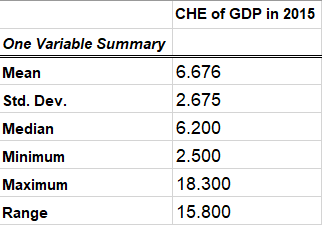 CHE of GDP in 2015
One Variable Summary
Mean 6.676
Std. Dev. 2.675
Median 6.200
Minimum 2.500
Maximum 18.300
Range 15.800